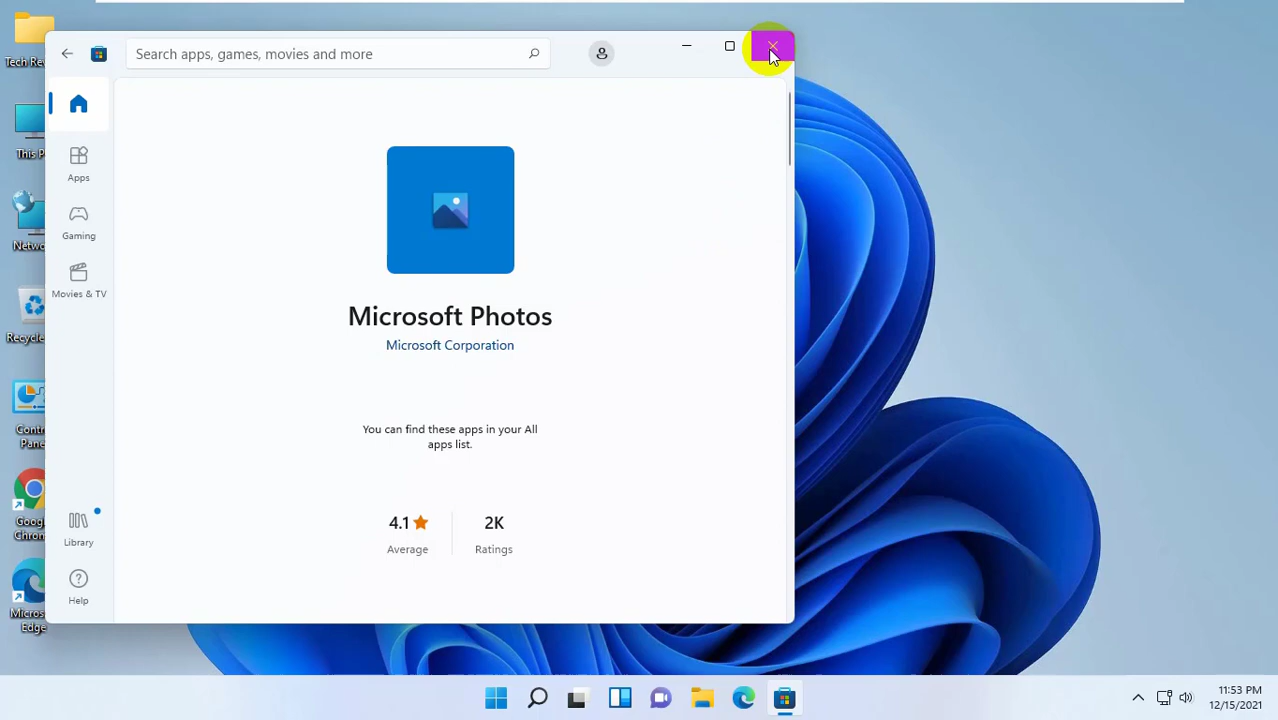 Search apps, games, movies and more
Apps
Gaming
Movies & TV
Library
Help
Microsoft Photos
Microsoft Corporation
You can find these apps in your All
apps list.
4.1
Average
2K
Ratings
Tech Re
This P
Netwo
Recycle
Contr
Pane
Goog
Chron
Micros
Edge
11:53 PM
12/15/2021